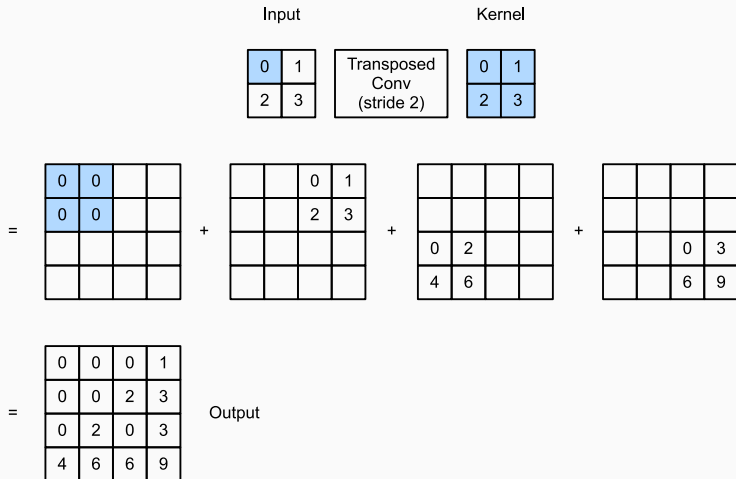 Input Kernel
0 1 Transposed 0 1
2 3 Conv 2 3
(stride 2)
0 0 0 1
0 0 2 3
= + + +
0 2 0 3
4 6 6 9
0 0 0 1
0 0 2 3
= Output
0 2 0 3
4 6 6 9